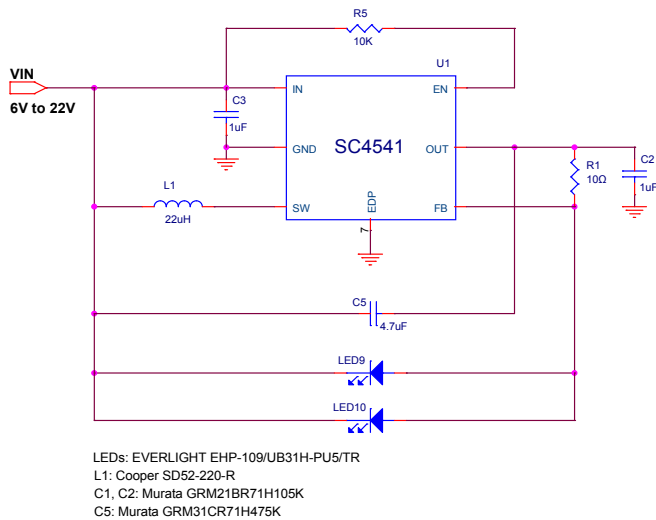 R5
10K
U1
VIN
6V to 22V
IN
EN
C3
1uF
GND
SC4541
OUT
R1
10Ω
C2
1uF
L1
22uH
SW
EDP
7
FB
C5
4.7uF
LED9
LED10
LEDs: EVERLIGHT EHP-109/UB31H-PU5/TR
L1: Cooper SD52-220-R
C1, C2: Murata GRM21BR71H105K
C5: Murata GRM31CR71H475K